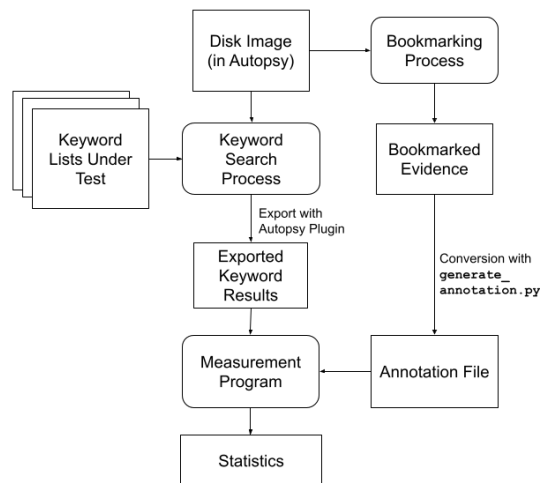 Disk Image
(in Autopsy)
Bookmarking
Process
Keyword
Lists Under
Test
Keyword
Search
Process
Bookmarked
Evidence
Export with
Autopsy Plugin
Exported
Keyword
Results
Conversion with
generate_
annotation.py
Measurement
Program
Annotation File
Statistics